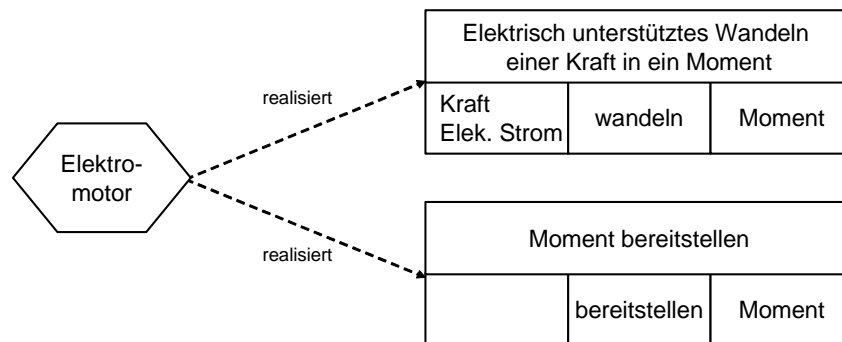 Elektrisch unterstütztes Wandeln
einer Kraft in ein Moment
realisiert
Kraft
Elek. Strom
wandeln
Moment
Elektro-
motor
realisiert
Moment bereitstellen
bereitstellen
Moment